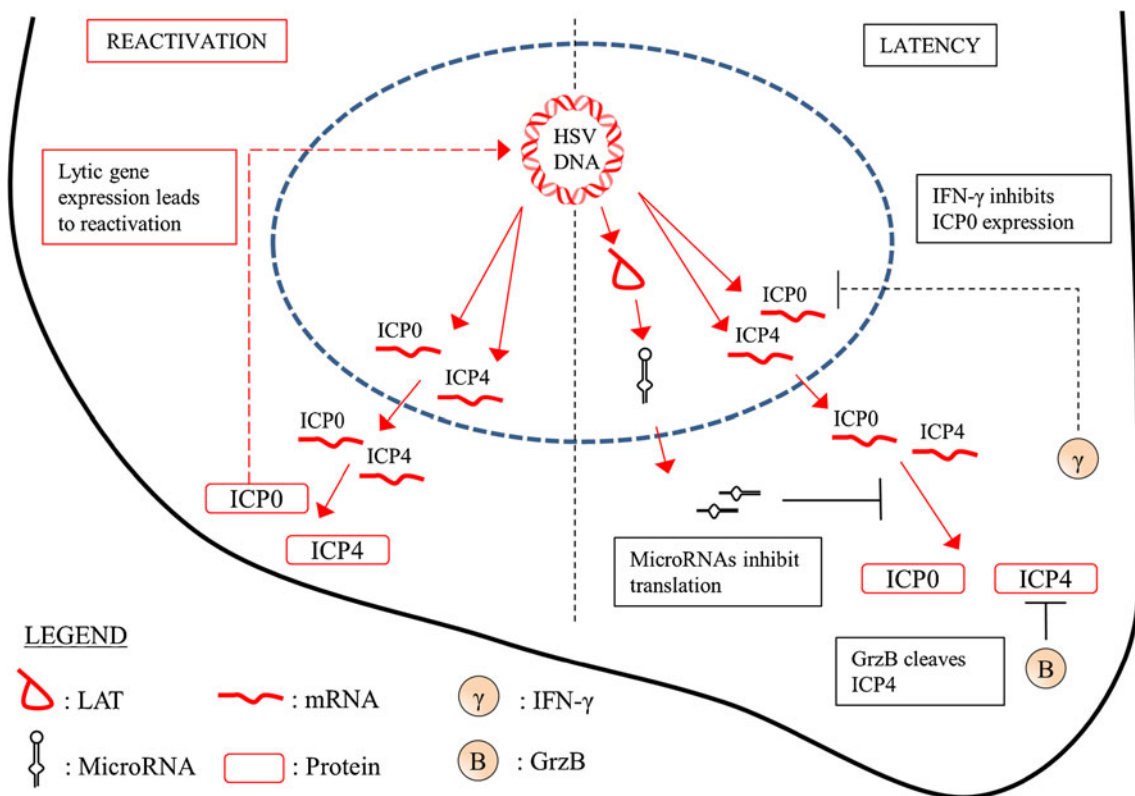 REACTIVATION
LATENCY
HSV
DNA
Lytic gene
expression leads
to reactivation
IFN-γ inhibits
ICP0 expression
ICP0
ICP4
ICP0
ICP4
ICP0
ICP4
ICP0
ICP4
ICP0
ICP4
γ
MicroRNAs inhibit
translation
ICP0
ICP4
GrzB cleaves
ICP4
B
LEGEND
: LAT
: mRNA
γ : IFN-γ
: MicroRNA
: Protein
B : GrzB